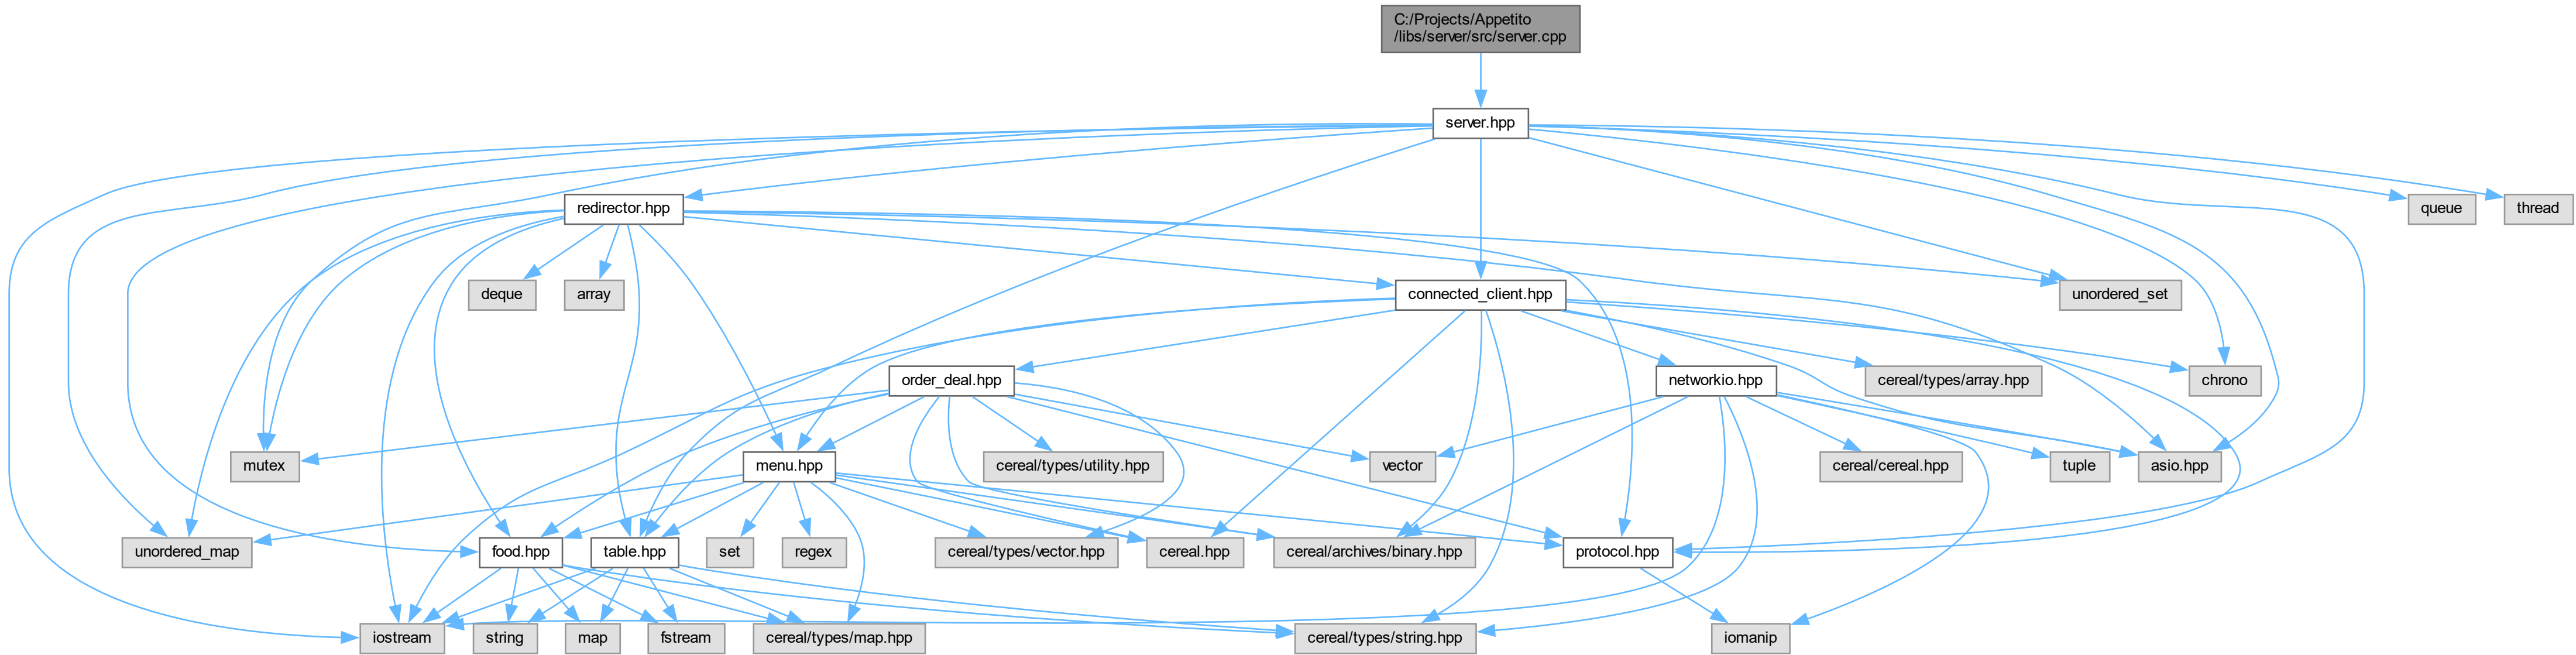 C:/Projects/Appetito
/libs/server/src/server.cpp
server.hpp
redirector.hpp
queue
thread
deque
array
connected_client.hpp
unordered_set
order_deal.hpp
networkio.hpp
cereal/types/array.hpp
chrono
mutex
menu.hpp
cereal/types/utility.hpp
vector
cereal/cereal.hpp
tuple
asio.hpp
unordered_map
food.hpp
table.hpp
set
regex
cereal/types/vector.hpp
cereal.hpp
cereal/archives/binary.hpp
protocol.hpp
iostream
string
map
fstream
cereal/types/map.hpp
cereal/types/string.hpp
iomanip